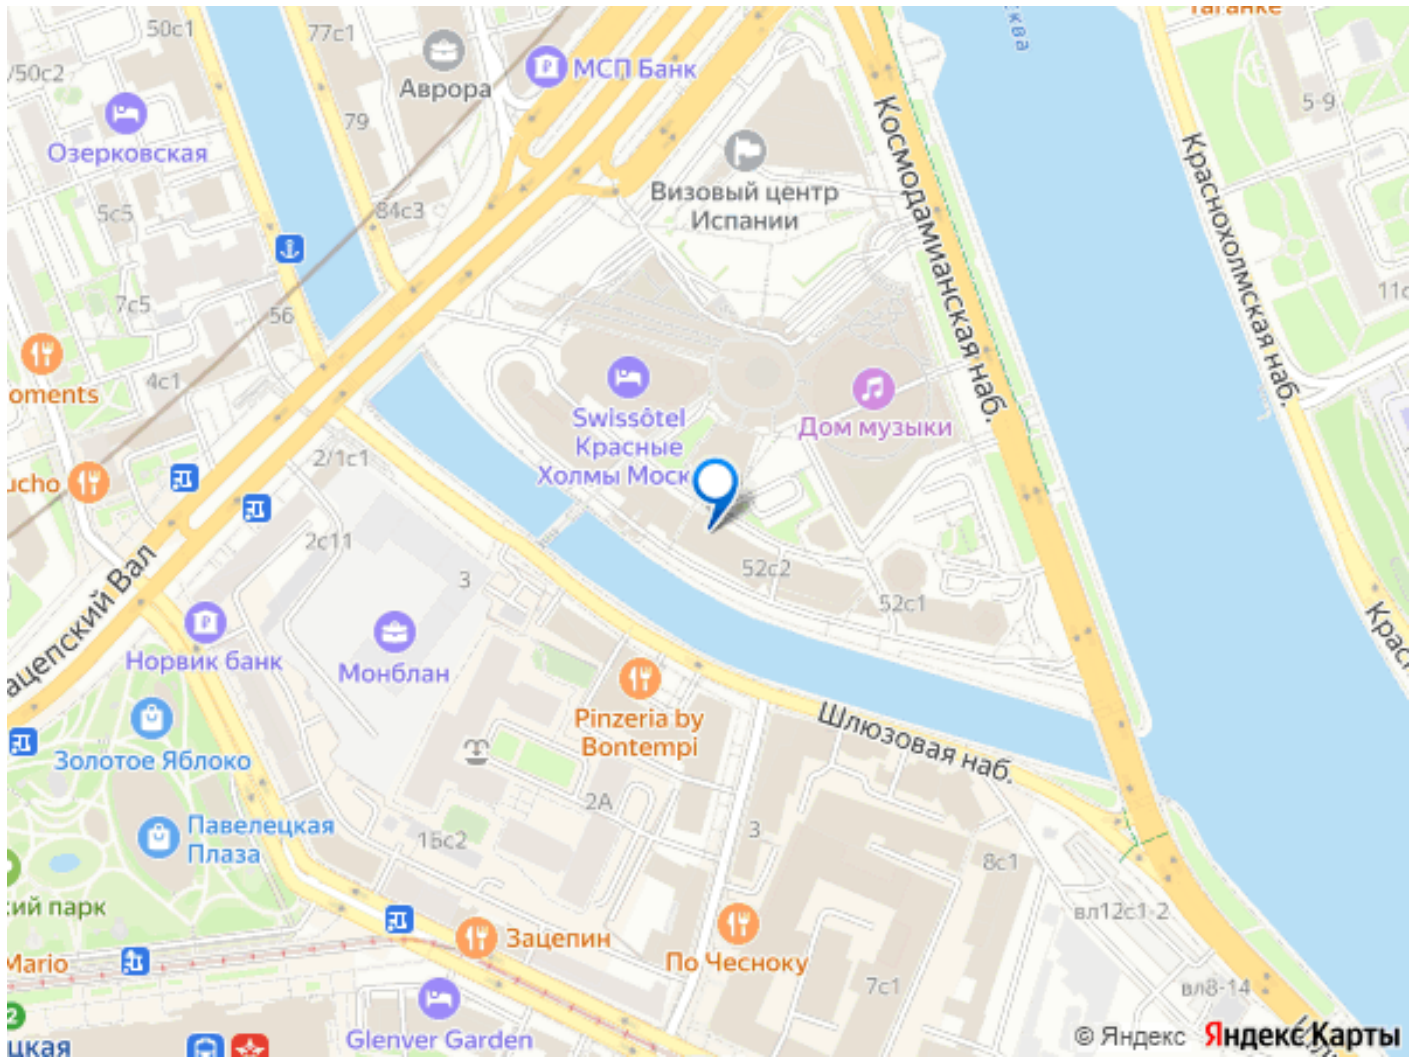 50с1
77с1
Таганке
Аврора
МСП Банк
/50с2
5-9
Озерковская
79
Визовый центр
Испании
Космодамианская наб.
Краснохолмская наб.
5с5
84с3
7с5
56
4с1
oments
Swissôtel
Красные
Холмы Моск
Дом музыки
2/1с1
ucho
2с11
3
52с2
52с1
ацепский Вал
Норвик банк
Монблан
Pinzeria by
Bontempi
Шлюзовая наб.
Золотое Яблоко
2А
Павелецкая
Плаза
15с2
3
8с1
кий парк
вл12с1-2
Mario
Зацепин
По Чесноку
7с1
вл8-14
Glenver Garden
цкая
© Яндекс Яндекс Карты